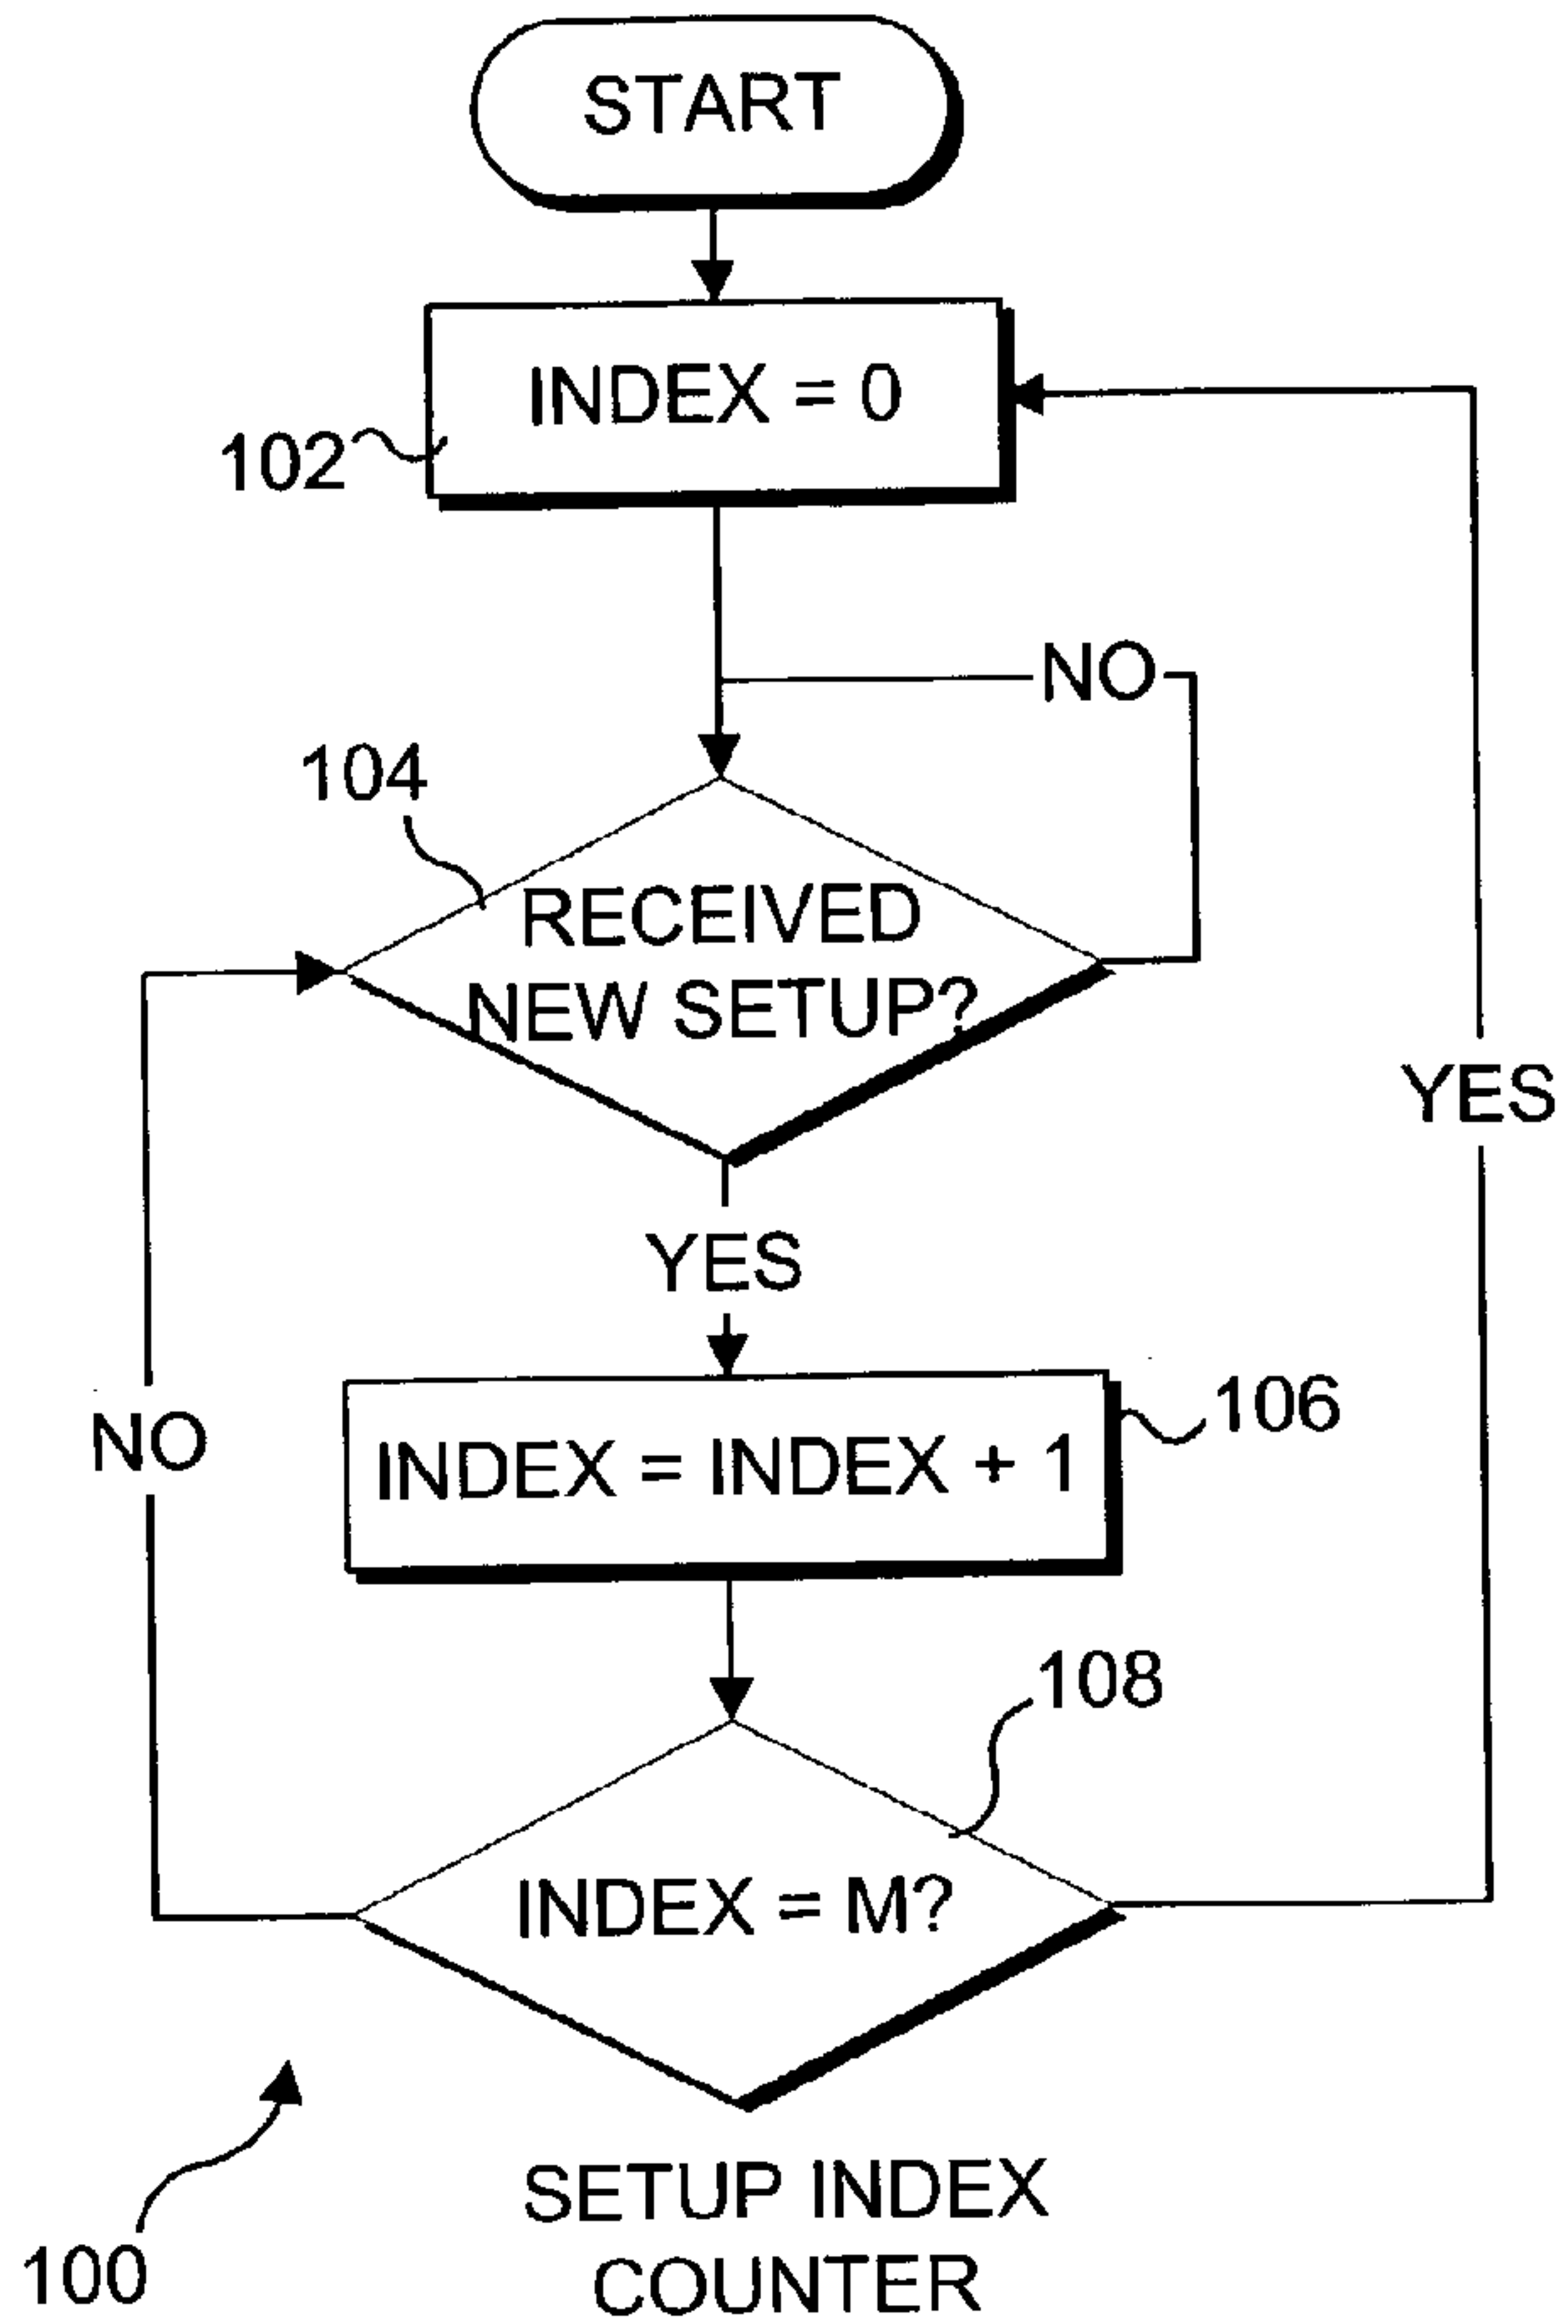 START
INDEX = 0
102
NO
104
RECEIVED
NEW SETUP?
YES
YES
NO
INDEX = INDEX + 1
106
108
INDEX = M?
100
SETUP INDEX
COUNTER